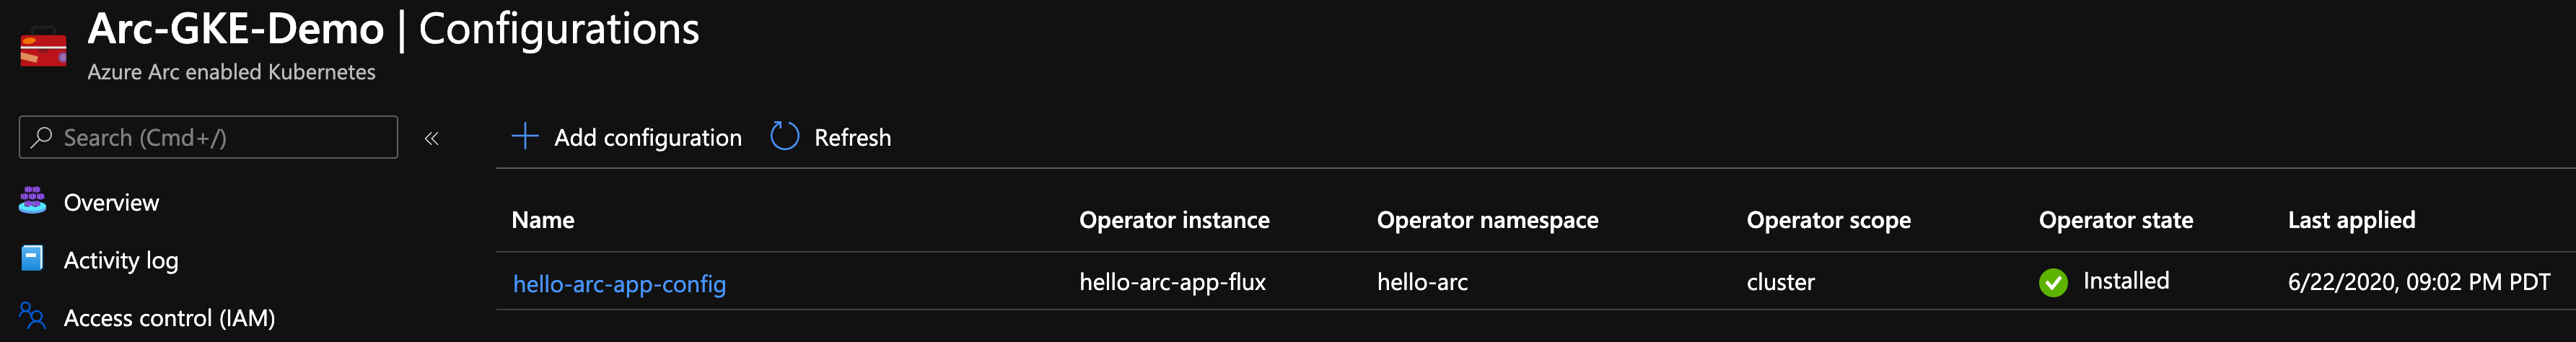 Arc-GKE-Demo | Configurations
Azure Arc enabled Kubernetes
Search (Cmd+/)
«
Add configuration
Refresh
Overview
Activity log
Access control (IAM)
Name Operator instance Operator namespace Operator scope Operator state Last applied
hello-arc-app-config hello-arc-app-flux hello-arc cluster Installed 6/22/2020, 09:02 PM PDT